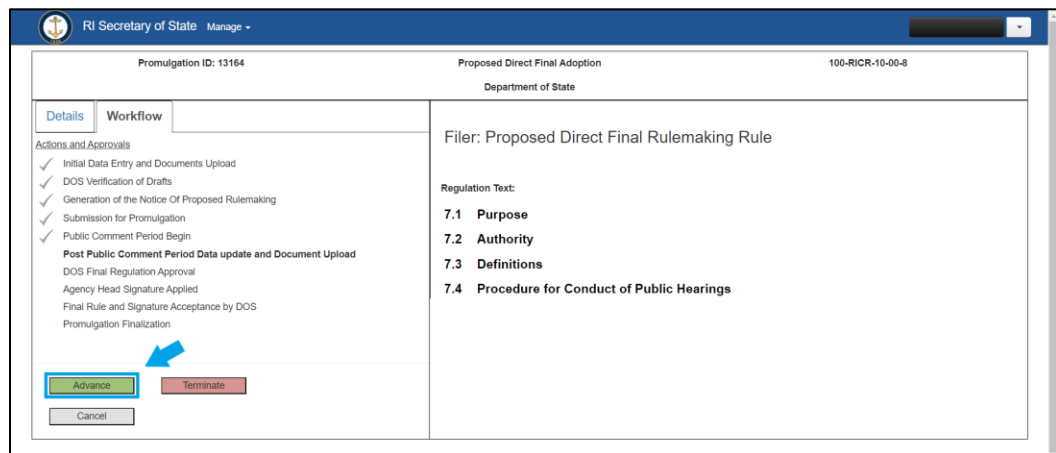 RI Secretary of State Manage
Promulgation ID: 13164 Proposed Direct Final Adoption 100-RICR-10-00-8
Department of State
Details Workflow
Actions and Approvals
Initial Data Entry and Documents Upload
DOS Verification of Drafts
Generation of the Notice Of Proposed Rulemaking
Submission for Promulgation
Public Comment Period Begin
Post Public Comment Period Data update and Document Upload
DOS Final Regulation Approval
Agency Head Signature Applied
Final Rule and Signature Acceptance by DOS
Promulgation Finalization
Advance Terminate
Cancel
Filer: Proposed Direct Final Rulemaking Rule
Regulation Text:
7.1 Purpose
7.2 Authority
7.3 Definitions
7.4 Procedure for Conduct of Public Hearings